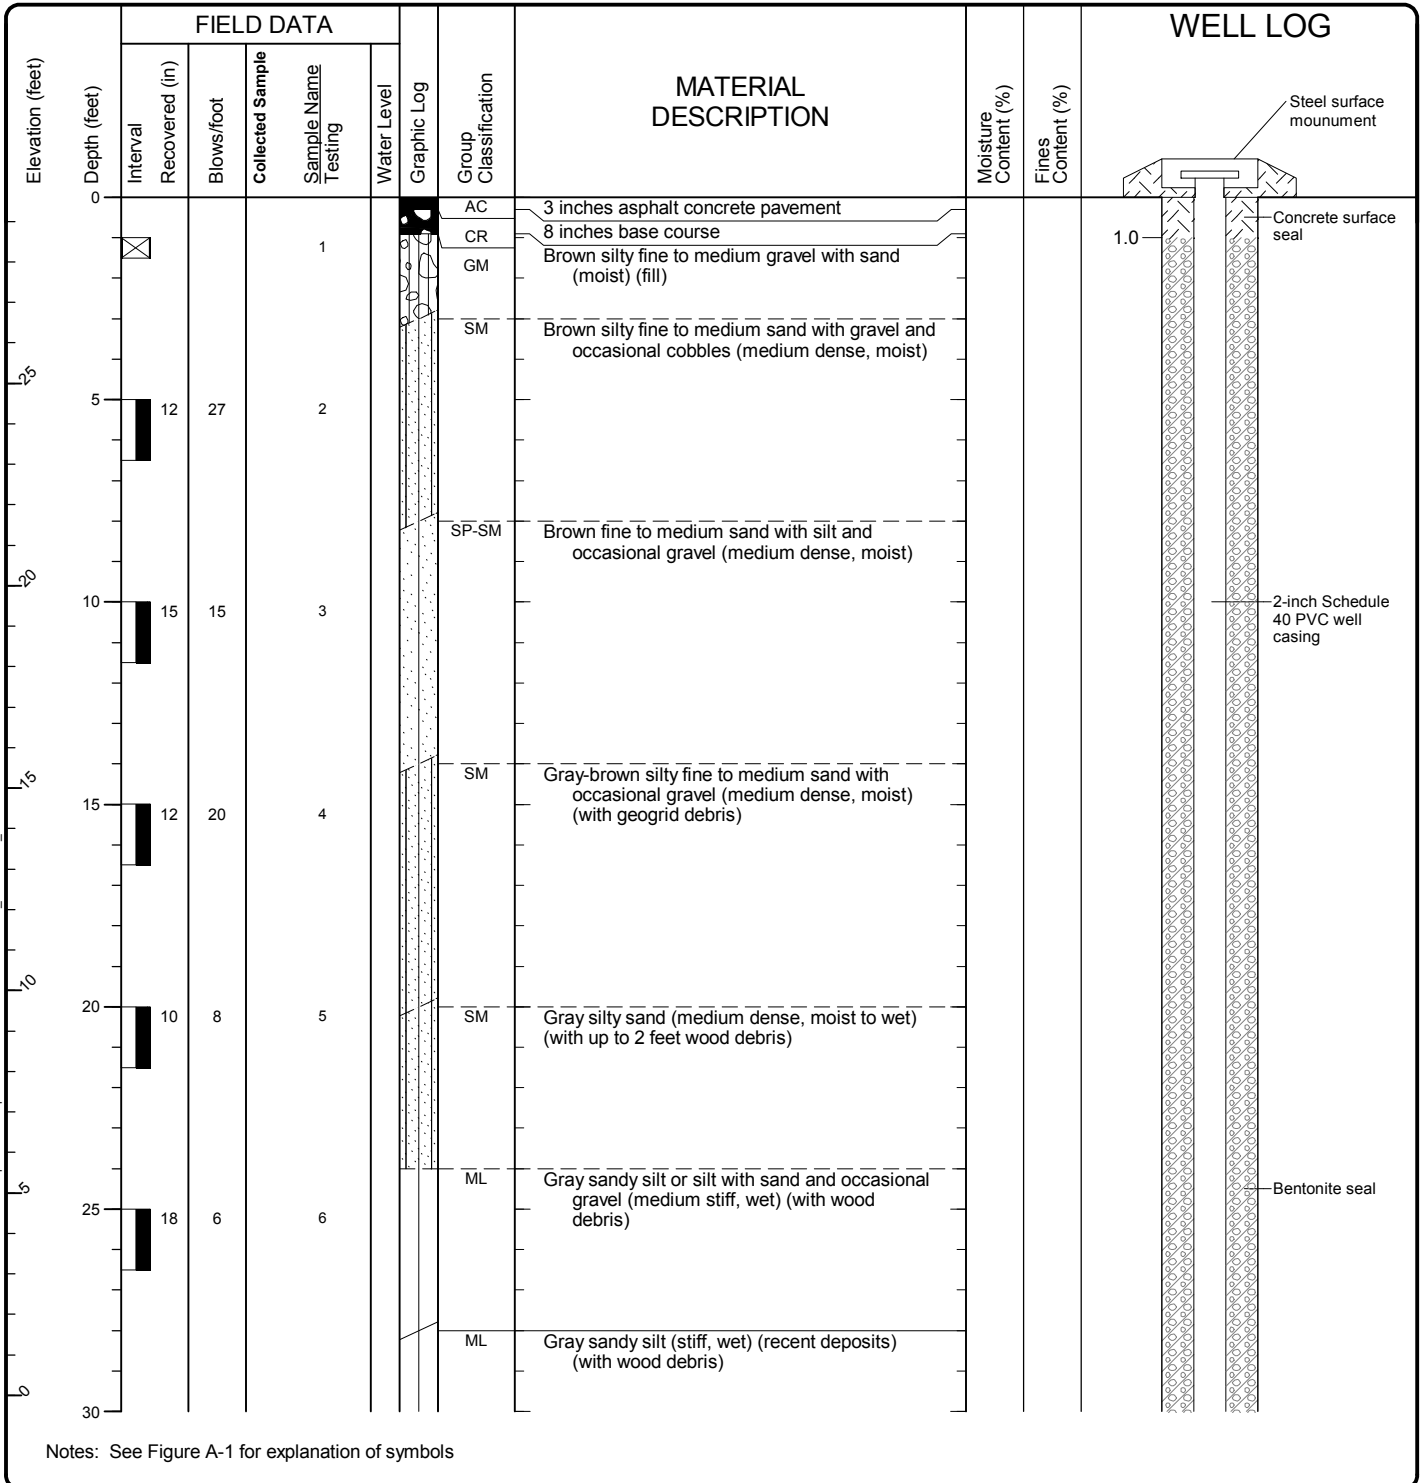 FIELD DATA
WELL LOG
Elevation (feet)
Depth (feet)
Interval
Recovered (in)
Blows/foot
Collected Sample
Sample Name
Testing
Water Level
Graphic Log
Group
Classification
MATERIAL
DESCRIPTION
Moisture
Content (%)
Fines
Content (%)
Steel surface
mounument
0
AC
3 inches asphalt concrete pavement
Concrete surface
seal
CR
8 inches base course
1.0
1
GM
Brown silty fine to medium gravel with sand
(moist) (fill)
SM
Brown silty fine to medium sand with gravel and
occasional cobbles (medium dense, moist)
25
5
12
27
2
SP-SM
Brown fine to medium sand with silt and
occasional gravel (medium dense, moist)
20
10
15
15
3
2-inch Schedule
40 PVC well
casing
SM
Gray-brown silty fine to medium sand with
occasional gravel (medium dense, moist)
(with geogrid debris)
15
15
12
20
4
10
20
10
8
5
SM
Gray silty sand (medium dense, moist to wet)
(with up to 2 feet wood debris)
ML
Gray sandy silt or silt with sand and occasional
gravel (medium stiff, wet) (with wood
debris)
5
Bentonite seal
25
18
6
6
ML
Gray sandy silt (stiff, wet) (recent deposits)
(with wood debris)
0
30
Notes: See Figure A-1 for explanation of symbols